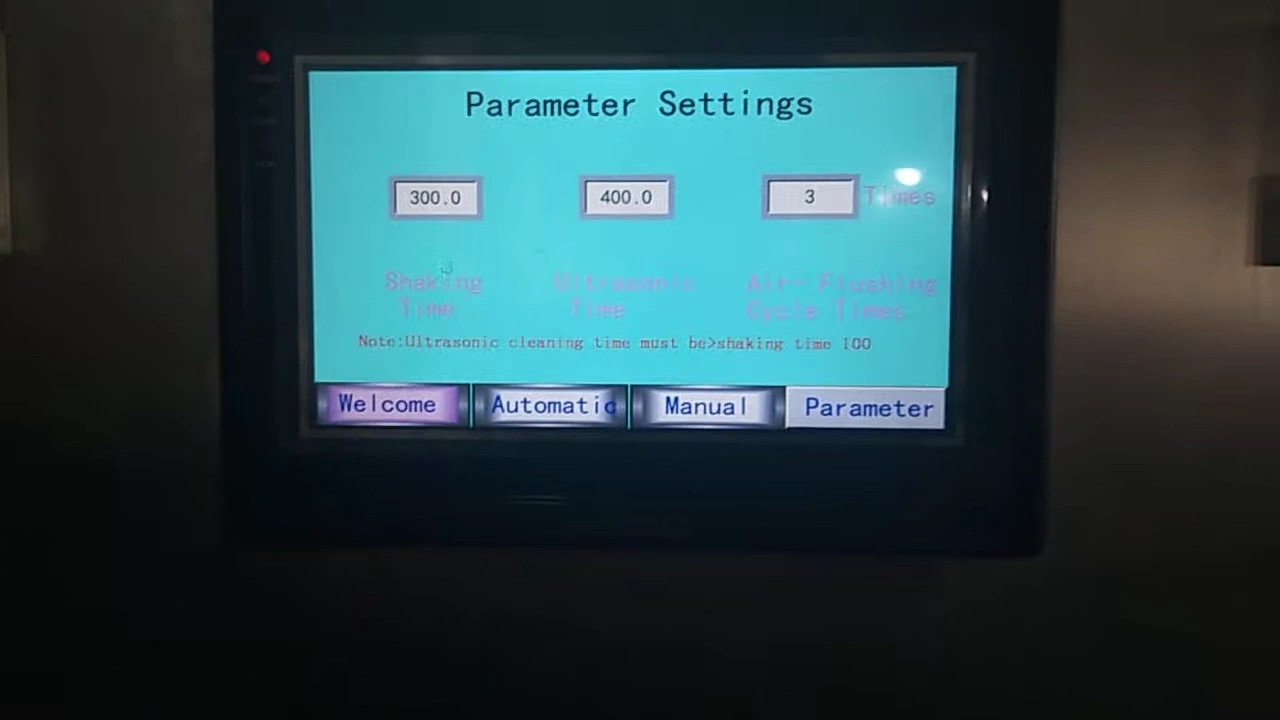 Parameter Settings
300.0 400.0 3 Times
Shaking Ultrasonic Air- Flushing
Time Time Cycle Times
Note:Ultrasonic cleaning time must be>shaking time 100
Welcome Automatic Manual Parameter